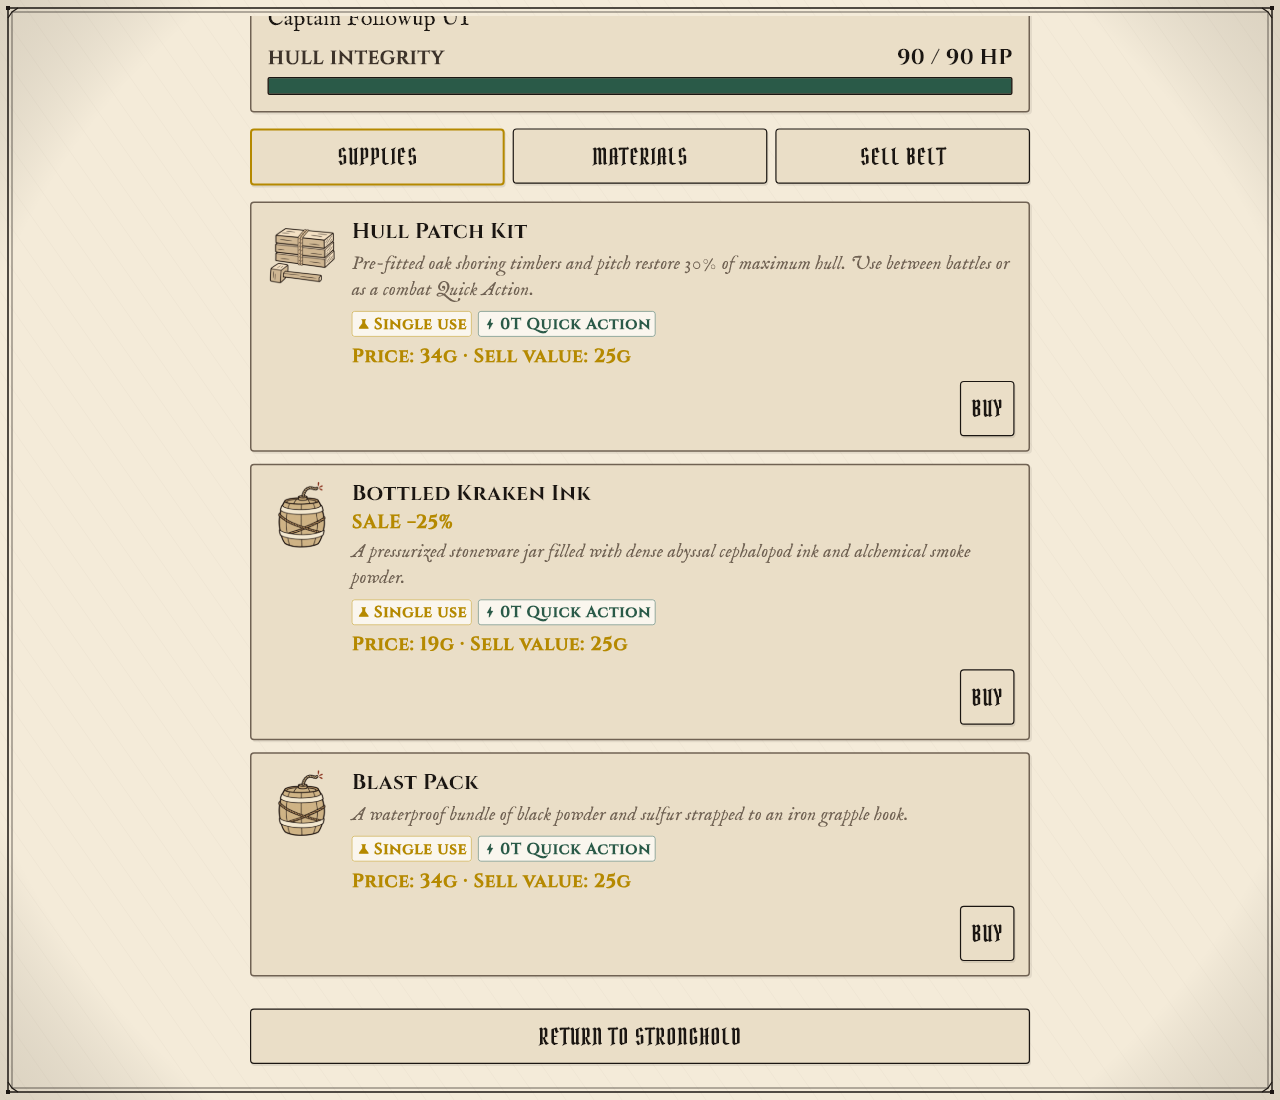 Captain Followup UI
HULL INTEGRITY 90 / 90 HP
SUPPLIES MATERIALS SELL BELT
Hull Patch Kit
Pre-fitted oak shoring timbers and pitch restore 30% of maximum hull. Use between battles or
as a combat Quick Action.
Single use 0T Quick Action
Price: 34g · Sell value: 25g
BUY
Bottled Kraken Ink
SALE −25%
A pressurized stoneware jar filled with dense abyssal cephalopod ink and alchemical smoke
powder.
Single use 0T Quick Action
Price: 19g · Sell value: 25g
BUY
Blast Pack
A waterproof bundle of black powder and sulfur strapped to an iron grapple hook.
Single use 0T Quick Action
Price: 34g · Sell value: 25g
BUY
RETURN TO STRONGHOLD